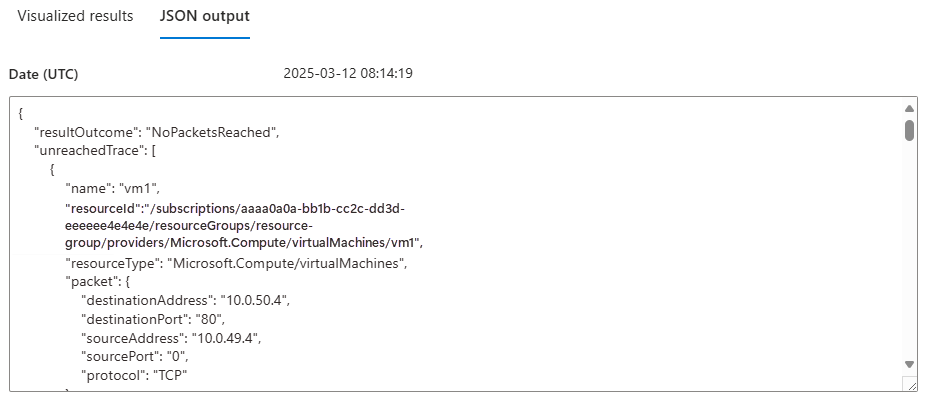 Visualized results JSON output
Date (UTC) 2025-03-12 08:14:19
{
"resultOutcome": "NoPacketsReached",
"unreachedTrace": [
{
"name": "vm1",
"resourceId":"/subscriptions/aaaa0a0a-bb1b-cc2c-dd3d-
eeeeee4e4e4e/resourceGroups/resource-
group/providers/Microsoft.Compute/virtualMachines/vm1",
"resourceType": "Microsoft.Compute/virtualMachines",
"packet": {
"destinationAddress": "10.0.50.4",
"destinationPort": "80",
"sourceAddress": "10.0.49.4",
"sourcePort": "0",
"protocol": "TCP"